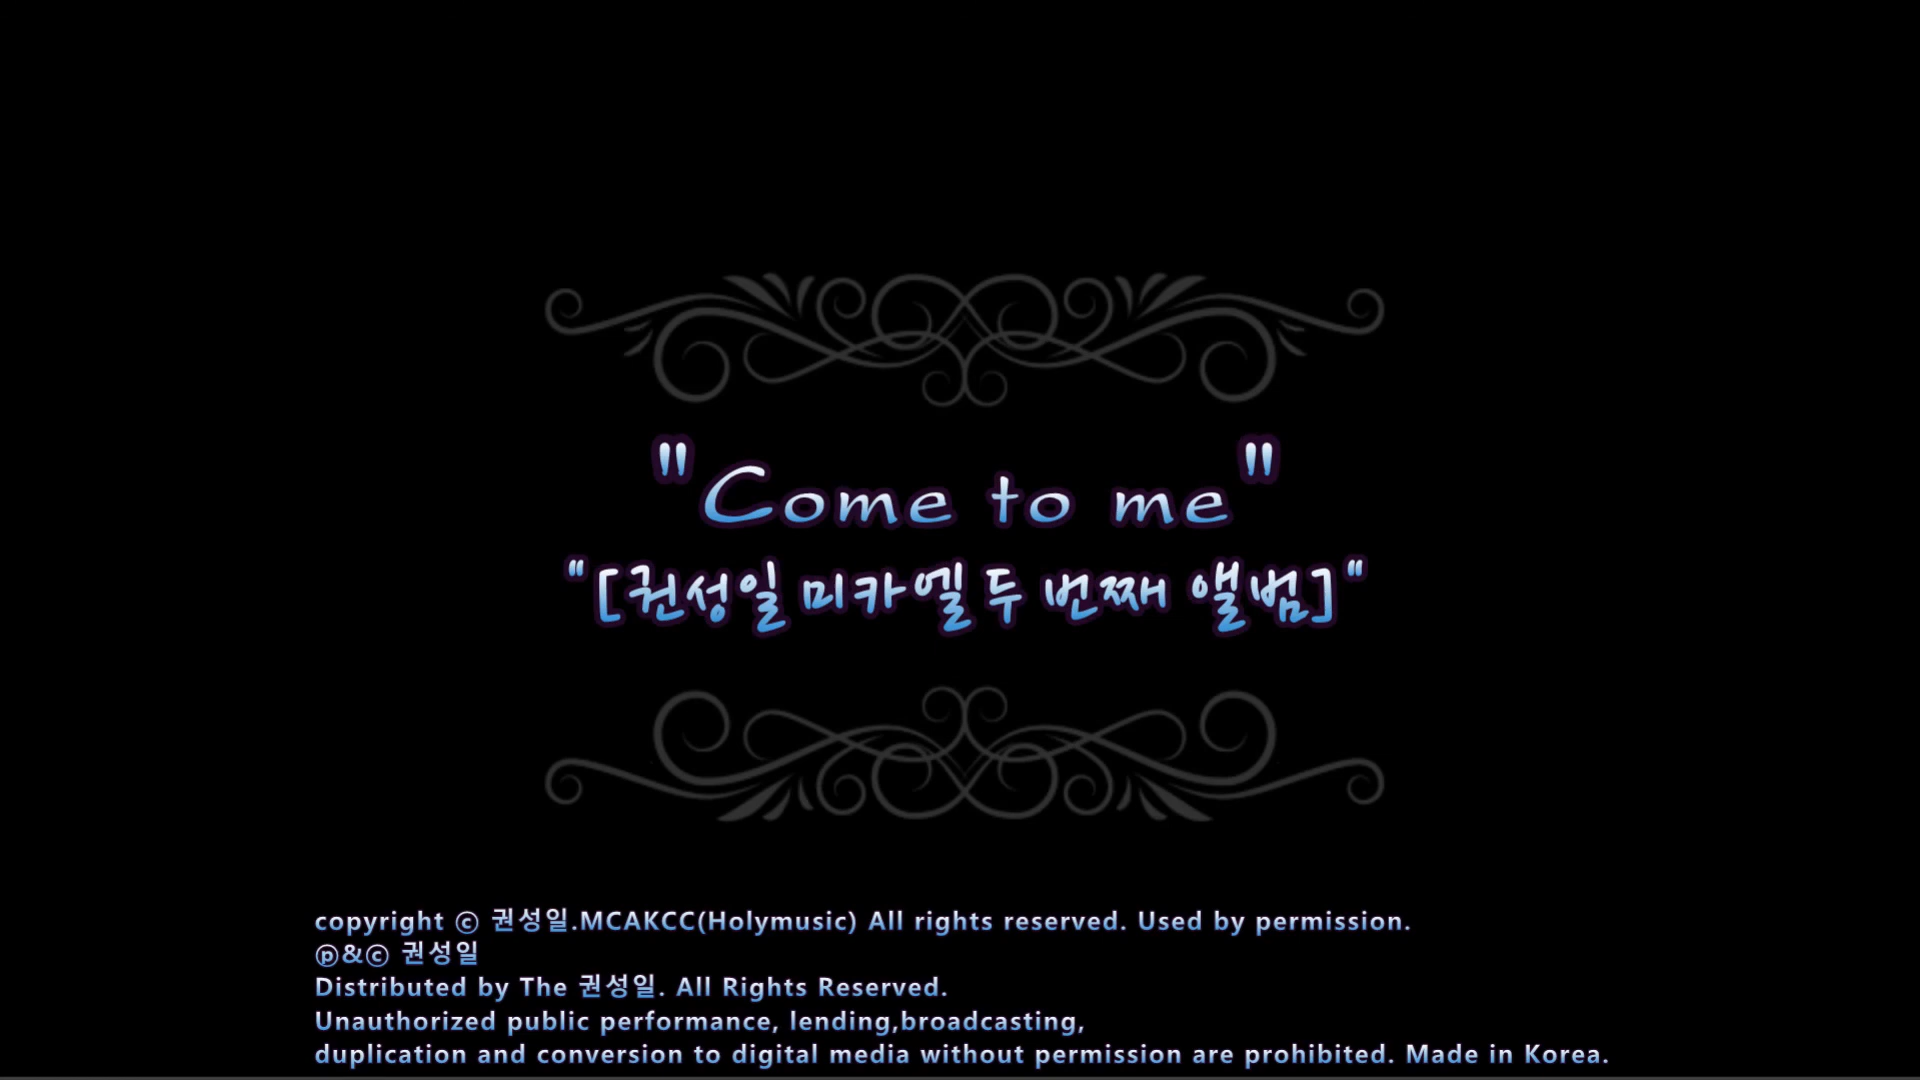 "Come to me"
"[권성일 미카엘 두 번째 앨범]"
copyright ⓒ 권성일.MCAKCC(Holymusic) All rights reserved. Used by permission.
ⓟ&ⓒ 권성일
Distributed by The 권성일. All Rights Reserved.
Unauthorized public performance, lending,broadcasting,
duplication and conversion to digital media without permission are prohibited. Made in Korea.